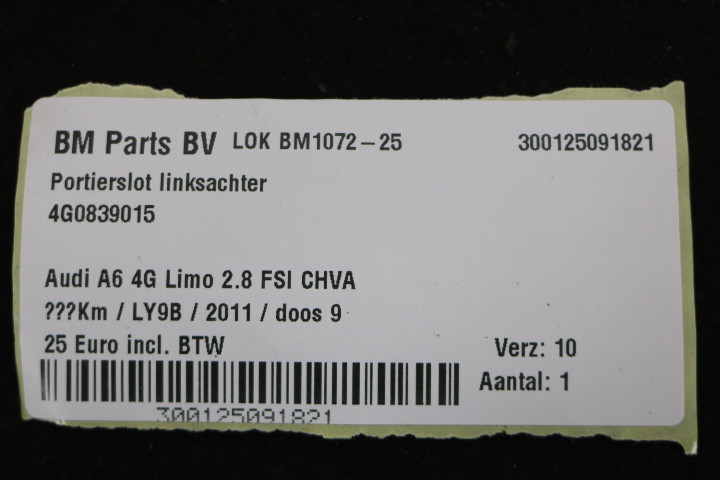 BM Parts BV LOK BM1072-25 300125091821
Portierslot linksachter
4G0839015
Audi A6 4G Limo 2.8 FSI CHVA
???Km / LY9B / 2011 / doos 9
25 Euro incl. BTW Verz: 10
Aantal: 1
300125091821